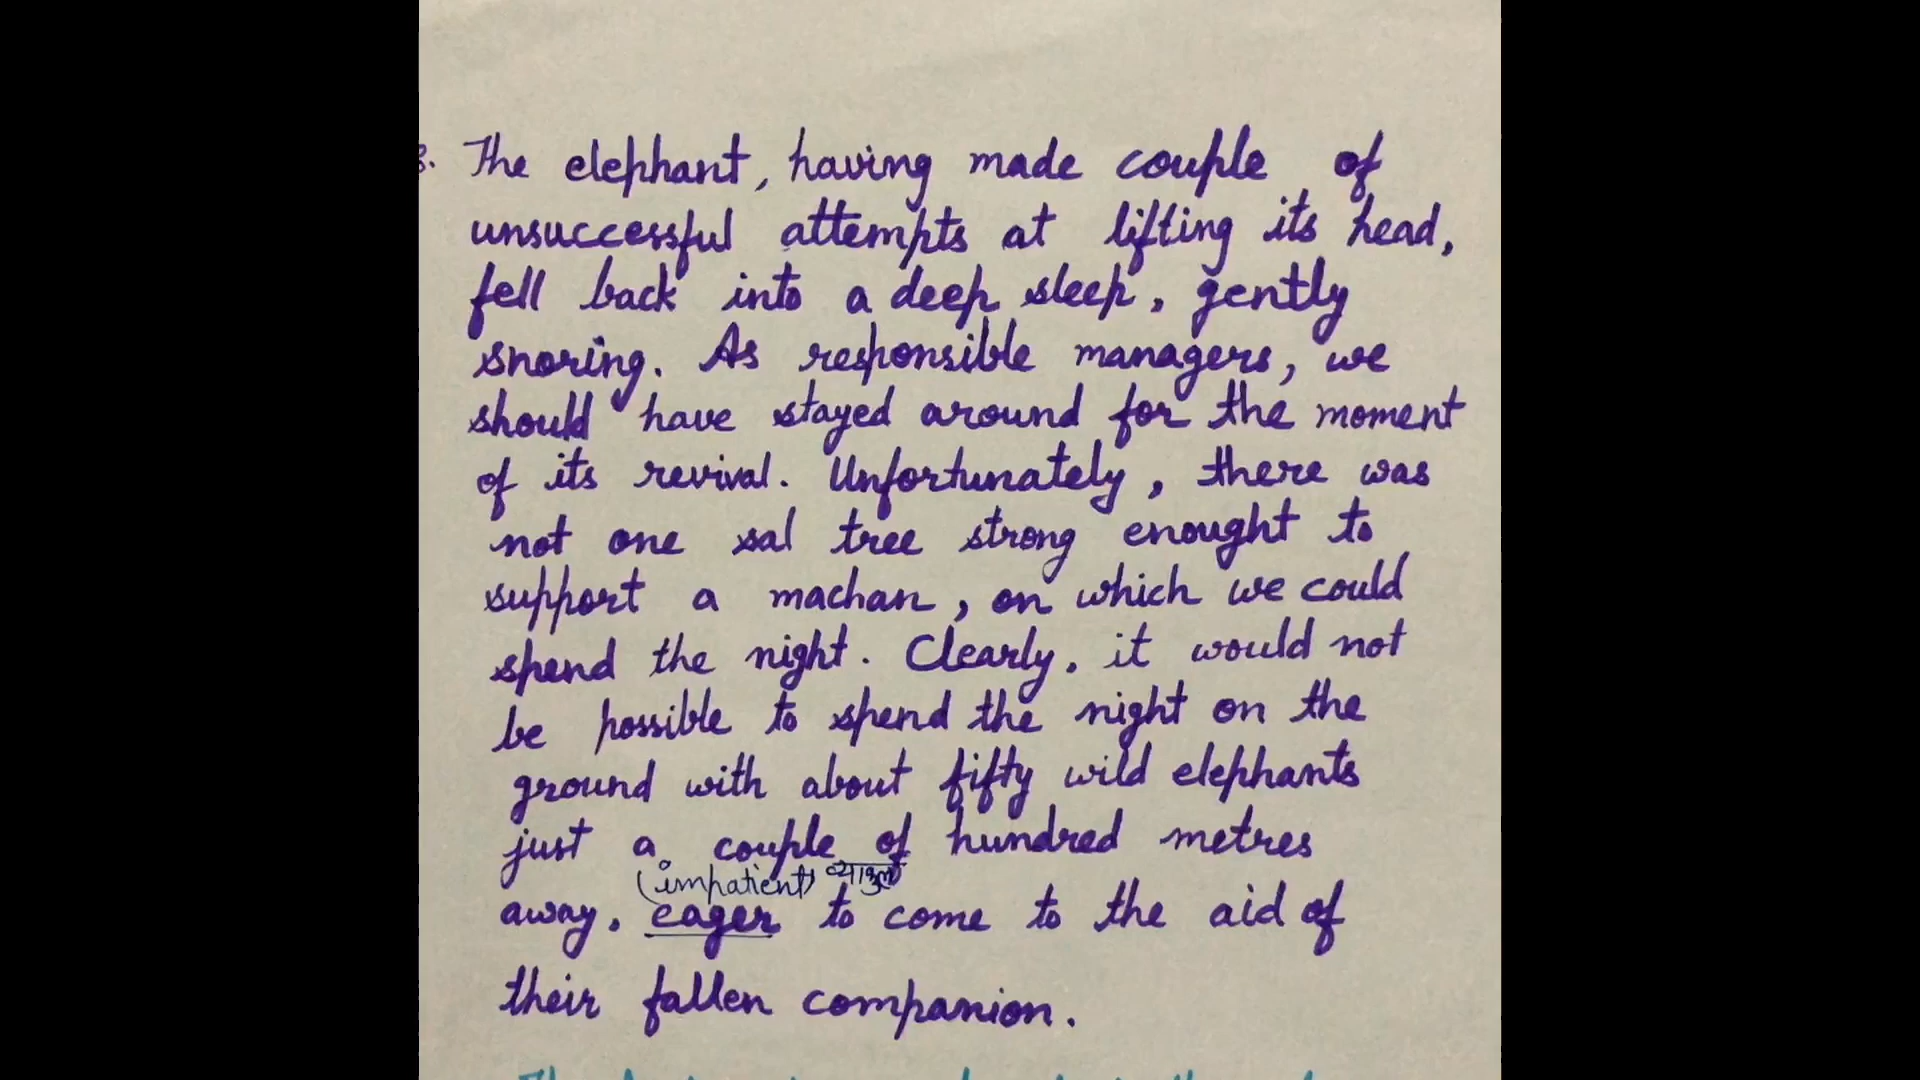 8. The elephant, having made couple of
unsuccessful attempts at lifting its head,
fell back into a deep sleep, gently
snoring. As responsible managers, we
should have stayed around for the moment
of its revival. Unfortunately, there was
not one sal tree strong enought to
support a machan, on which we could
spend the night. Clearly, it would not
be possible to spend the night on the
ground with about fifty wild elephants
just a couple of hundred metres
(impatient) व्याकुल
away, eager to come to the aid of
their fallen companion.